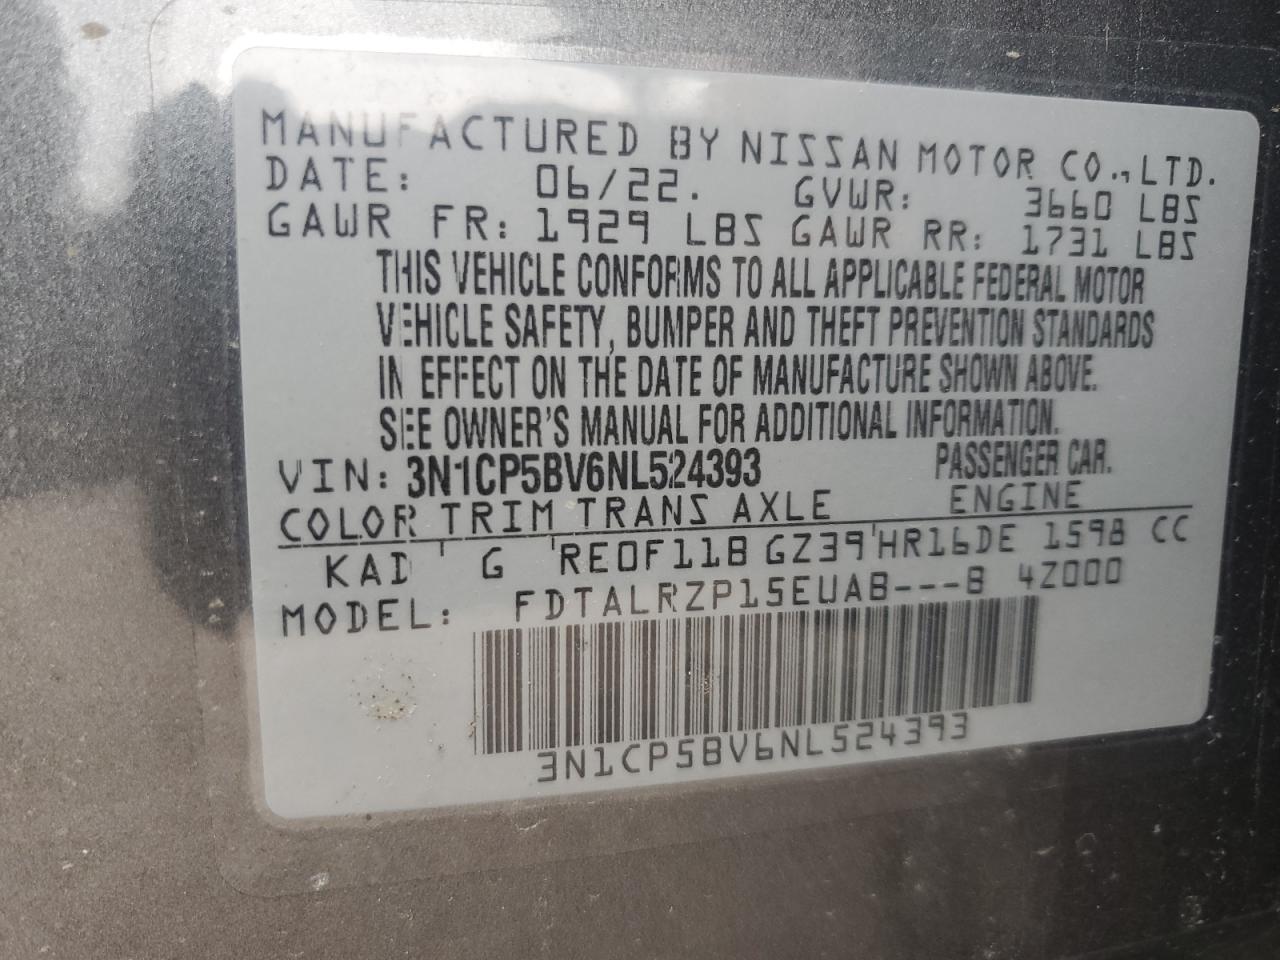 MANUFACTURED BY NISSAN MOTOR CO., LTD.
DATE: 06/22. GVWR: 3660 LBS
GAWR FR: 1929 LBS GAWR RR: 1731 LBS
THIS VEHICLE CONFORMS TO ALL APPLICABLE FEDERAL MOTOR
VEHICLE SAFETY, BUMPER AND THEFT PREVENTION STANDARDS
IN EFFECT ON THE DATE OF MANUFACTURE SHOWN ABOVE.
SEE OWNER'S MANUAL FOR ADDITIONAL INFORMATION.
VIN: 3N1CP5BV6NL524393 PASSENGER CAR.
COLOR TRIM TRANS AXLE ENGINE
KAD ' G 'RE0F11B GZ39'HR16DE 1598 CC
MODEL: FDTALRZP15EUAB---B 4Z000
3N1CP5BV6NL524393